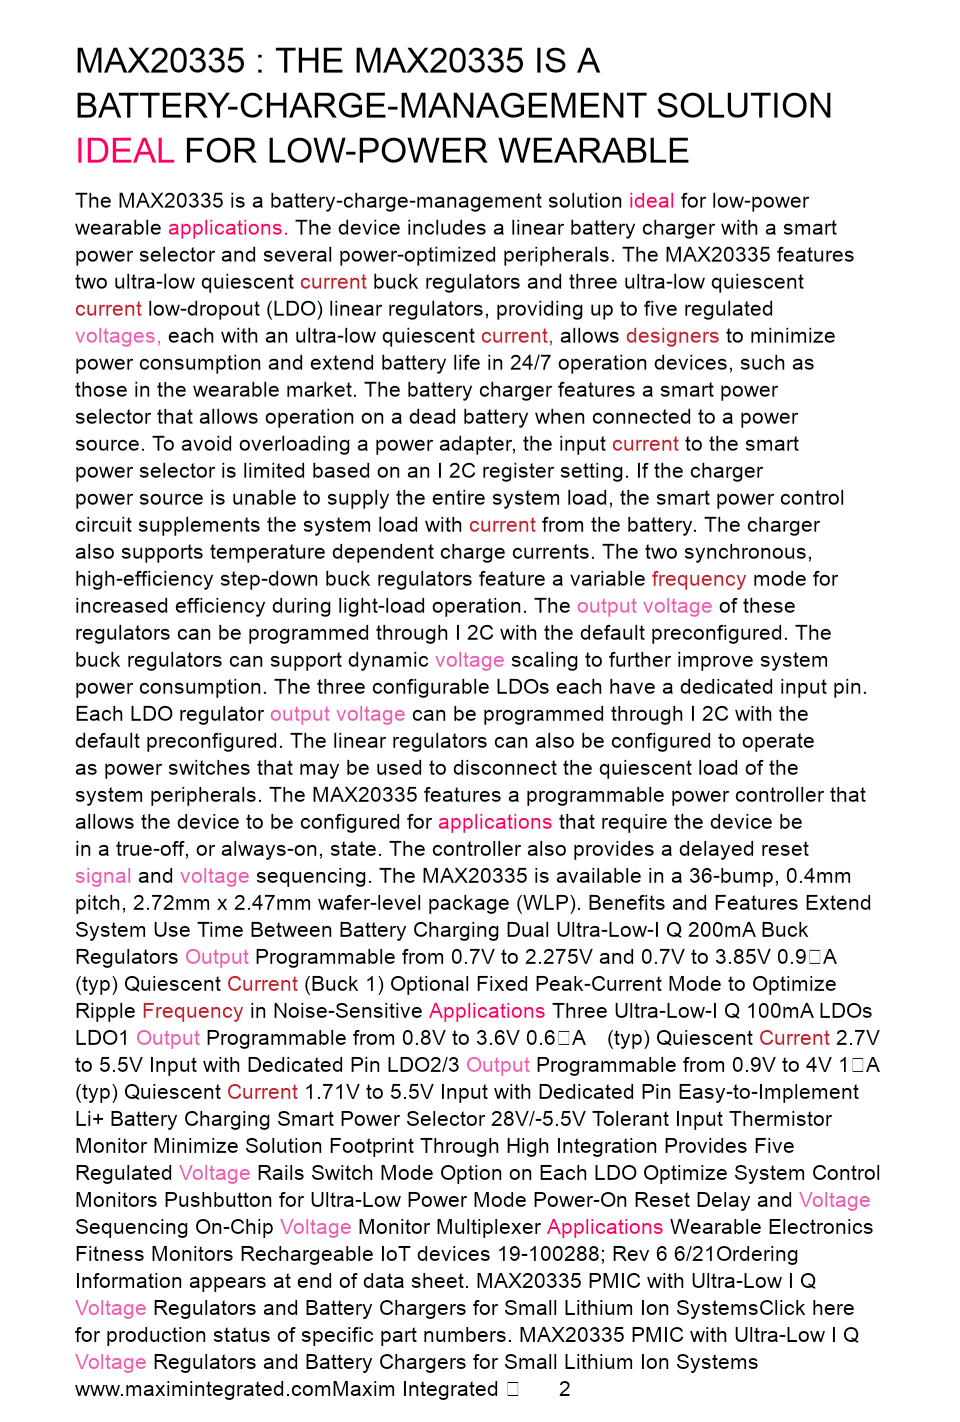 MAX20335 : THE MAX20335 IS A
BATTERY-CHARGE-MANAGEMENT SOLUTION
IDEAL FOR LOW-POWER WEARABLE
The MAX20335 is a battery-charge-management solution ideal for low-power
wearable applications. The device includes a linear battery charger with a smart
power selector and several power-optimized peripherals. The MAX20335 features
two ultra-low quiescent current buck regulators and three ultra-low quiescent
current low-dropout (LDO) linear regulators, providing up to five regulated
voltages, each with an ultra-low quiescent current, allows designers to minimize
power consumption and extend battery life in 24/7 operation devices, such as
those in the wearable market. The battery charger features a smart power
selector that allows operation on a dead battery when connected to a power
source. To avoid overloading a power adapter, the input current to the smart
power selector is limited based on an I 2C register setting. If the charger
power source is unable to supply the entire system load, the smart power control
circuit supplements the system load with current from the battery. The charger
also supports temperature dependent charge currents. The two synchronous,
high-efficiency step-down buck regulators feature a variable frequency mode for
increased efficiency during light-load operation. The output voltage of these
regulators can be programmed through I 2C with the default preconfigured. The
buck regulators can support dynamic voltage scaling to further improve system
power consumption. The three configurable LDOs each have a dedicated input pin.
Each LDO regulator output voltage can be programmed through I 2C with the
default preconfigured. The linear regulators can also be configured to operate
as power switches that may be used to disconnect the quiescent load of the
system peripherals. The MAX20335 features a programmable power controller that
allows the device to be configured for applications that require the device be
in a true-off, or always-on, state. The controller also provides a delayed reset
signal and voltage sequencing. The MAX20335 is available in a 36-bump, 0.4mm
pitch, 2.72mm x 2.47mm wafer-level package (WLP). Benefits and Features Extend
System Use Time Between Battery Charging Dual Ultra-Low-I Q 200mA Buck
Regulators Output Programmable from 0.7V to 2.275V and 0.7V to 3.85V 0.9□A
(typ) Quiescent Current (Buck 1) Optional Fixed Peak-Current Mode to Optimize
Ripple Frequency in Noise-Sensitive Applications Three Ultra-Low-I Q 100mA LDOs
LDO1 Output Programmable from 0.8V to 3.6V 0.6□A (typ) Quiescent Current 2.7V
to 5.5V Input with Dedicated Pin LDO2/3 Output Programmable from 0.9V to 4V 1□A
(typ) Quiescent Current 1.71V to 5.5V Input with Dedicated Pin Easy-to-Implement
Li+ Battery Charging Smart Power Selector 28V/-5.5V Tolerant Input Thermistor
Monitor Minimize Solution Footprint Through High Integration Provides Five
Regulated Voltage Rails Switch Mode Option on Each LDO Optimize System Control
Monitors Pushbutton for Ultra-Low Power Mode Power-On Reset Delay and Voltage
Sequencing On-Chip Voltage Monitor Multiplexer Applications Wearable Electronics
Fitness Monitors Rechargeable IoT devices 19-100288; Rev 6 6/21Ordering
Information appears at end of data sheet. MAX20335 PMIC with Ultra-Low I Q
Voltage Regulators and Battery Chargers for Small Lithium Ion SystemsClick here
for production status of specific part numbers. MAX20335 PMIC with Ultra-Low I Q
Voltage Regulators and Battery Chargers for Small Lithium Ion Systems
www.maximintegrated.comMaxim Integrated □ 2